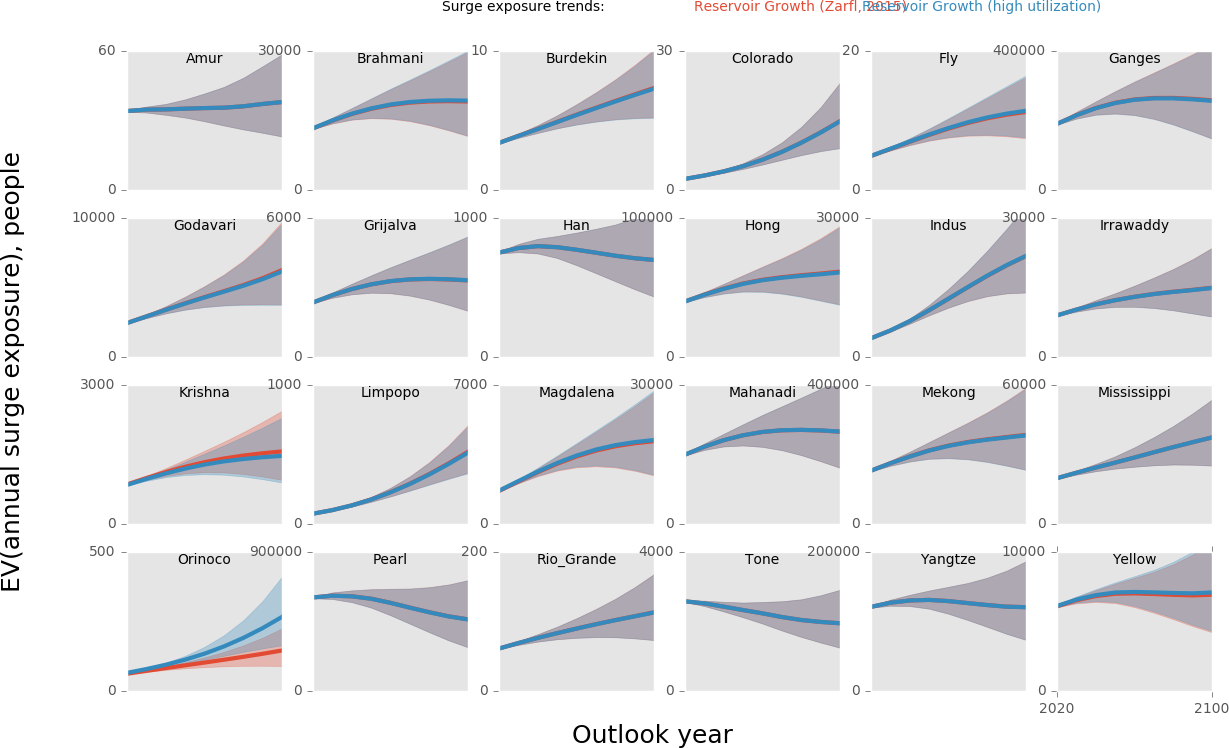 Surge exposure trends: Reservoir Growth (Zarfl, 2015) Reservoir Growth (high utilization)
60 30000 10 30 20 400000
Amur Brahmani Burdekin Colorado Fly Ganges
0 0 0 0 0 0
10000 6000 1000 100000 30000 30000
Godavari Grijalva Han Hong Indus Irrawaddy
0 0 0 0 0 0
3000 1000 7000 30000 400000 60000
Krishna Limpopo Magdalena Mahanadi Mekong Mississippi
0 0 0 0 0 0
500 900000 200 4000 200000 10000
Orinoco Pearl Rio_Grande Tone Yangtze Yellow
0 0 0 0 0 0
2020 2100
EV(annual surge exposure), people
Outlook year